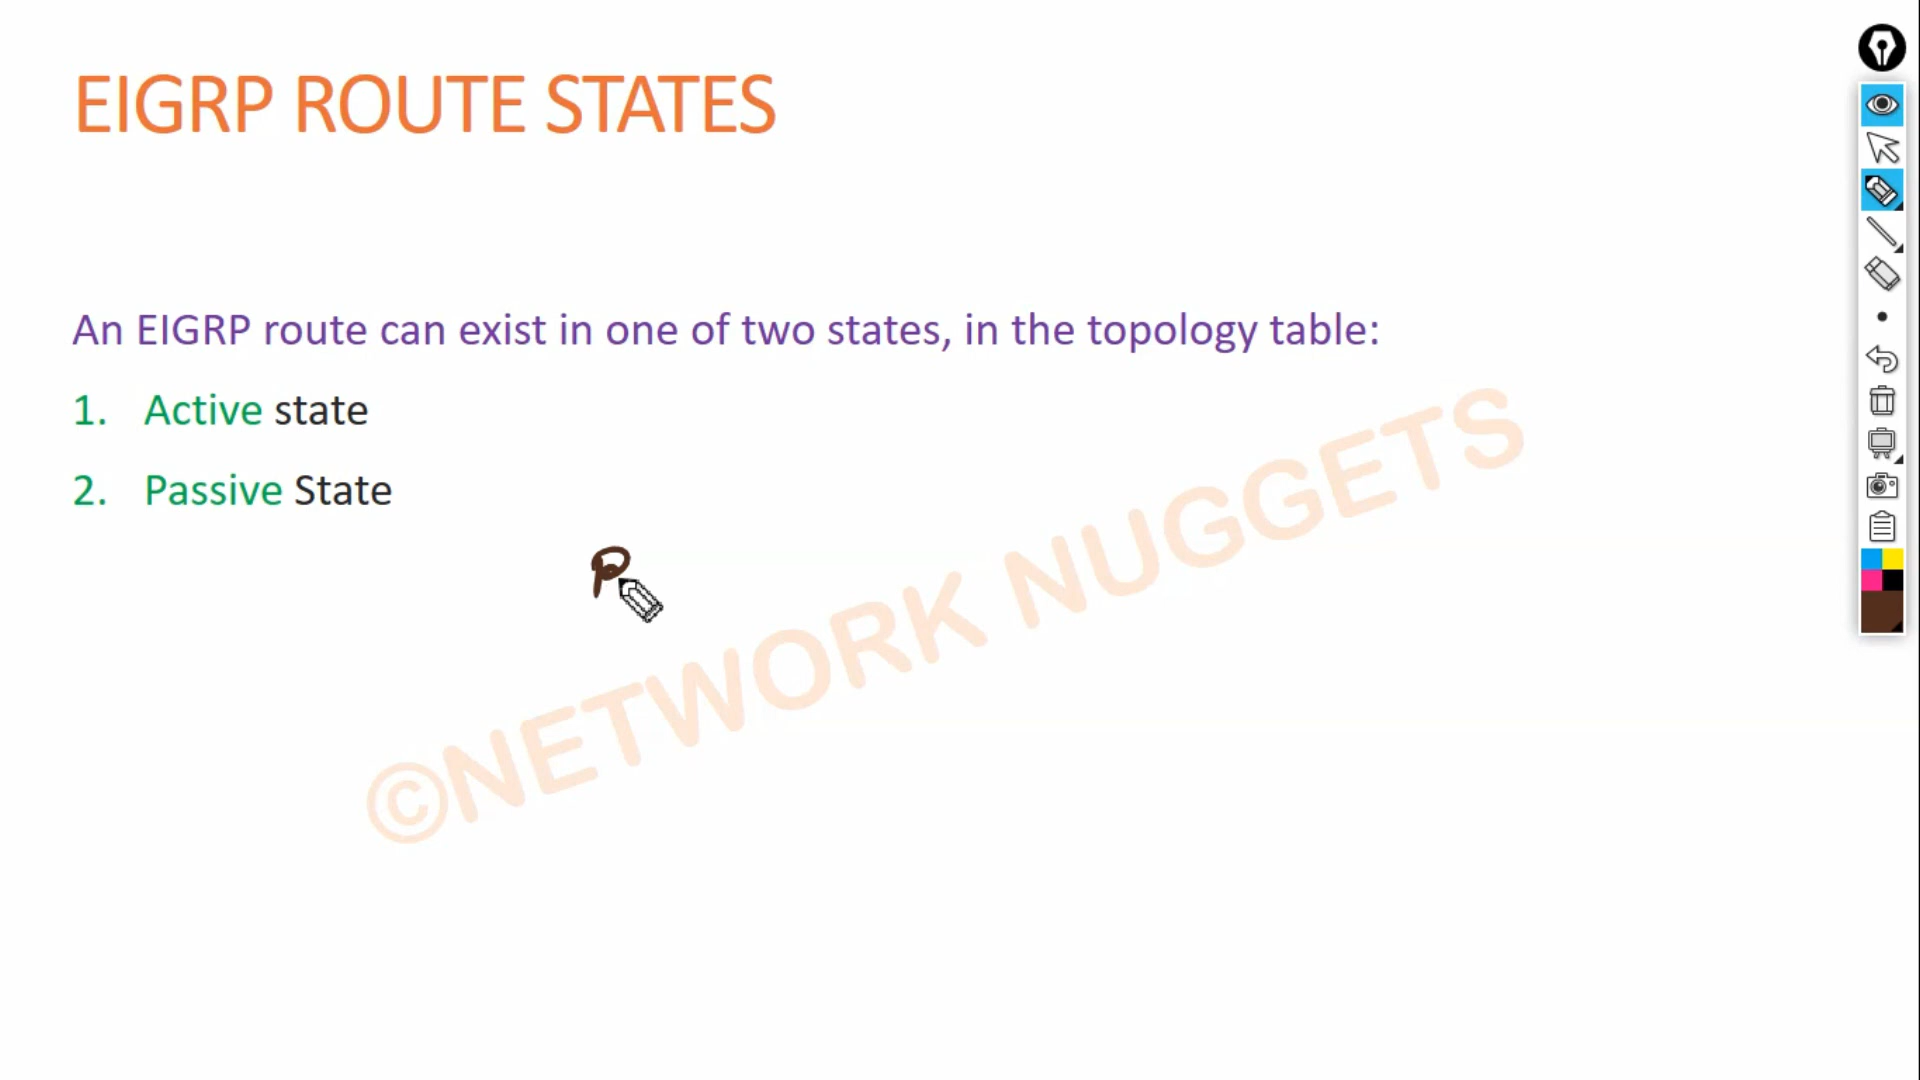 EIGRP ROUTE STATES
An EIGRP route can exist in one of two states, in the topology table:
1. Active state
2. Passive State
P
©NETWORK NUGGETS